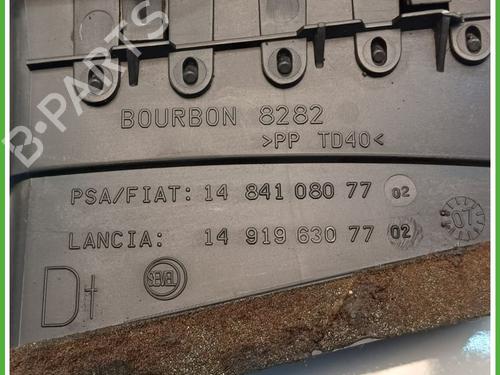 B-PARTS
BOURBON 8282
>PP TD40<
PSA/FIAT: 14 841 080 77 02
LANCIA: 14 919 630 77 02
07
Dt
SEVEL